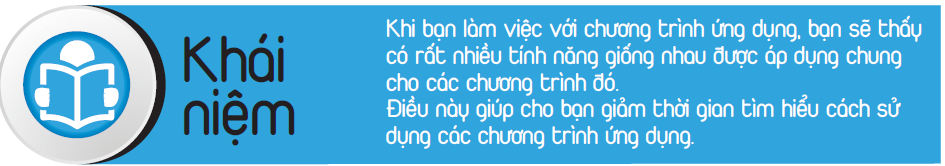 Khái
niệm
Khi bạn làm việc với chương trình ứng dụng, bạn sẽ thấy
có rất nhiều tính năng giống nhau được áp dụng chung
cho các chương trình đó.
Điều này giúp cho bạn giảm thời gian tìm hiểu cách sử
dụng các chương trình ứng dụng.